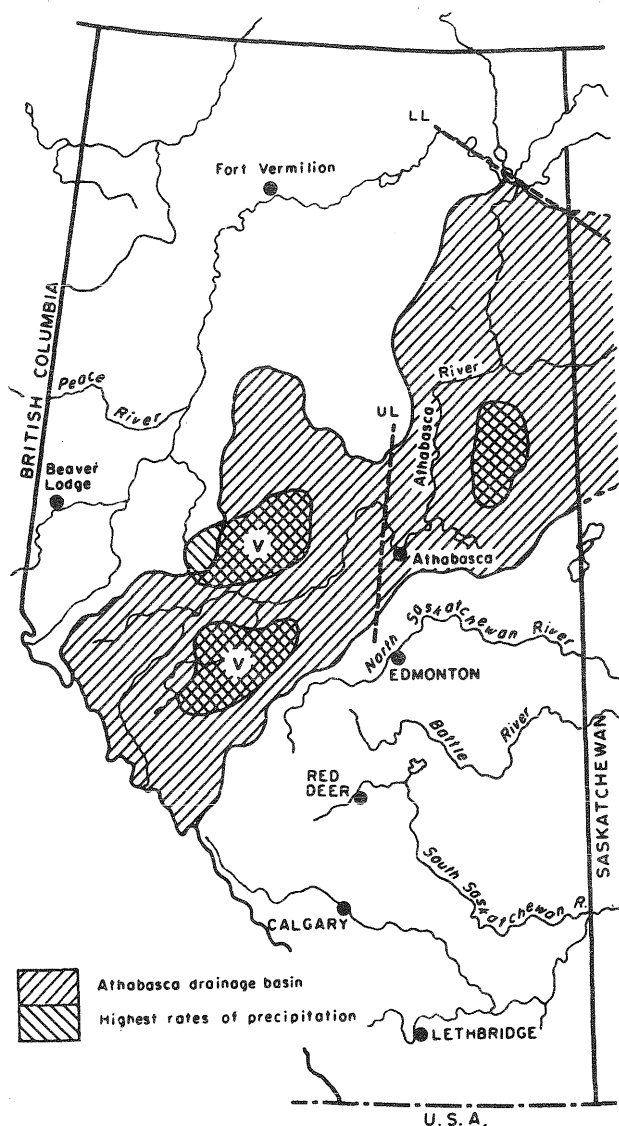 LL
Fort Vermilion
BRITISH COLUMBIA
Peace
River
River
UL
Athabasca
Beaver
Lodge
V
Athabasca
V
North Saskatchewan River
EDMONTON
Battle River
RED
DEER
SASKATCHEWAN
South Saskatchewan R.
CALGARY
Athabasca drainage basin
Highest rates of precipitation
LETHBRIDGE
U.S.A.